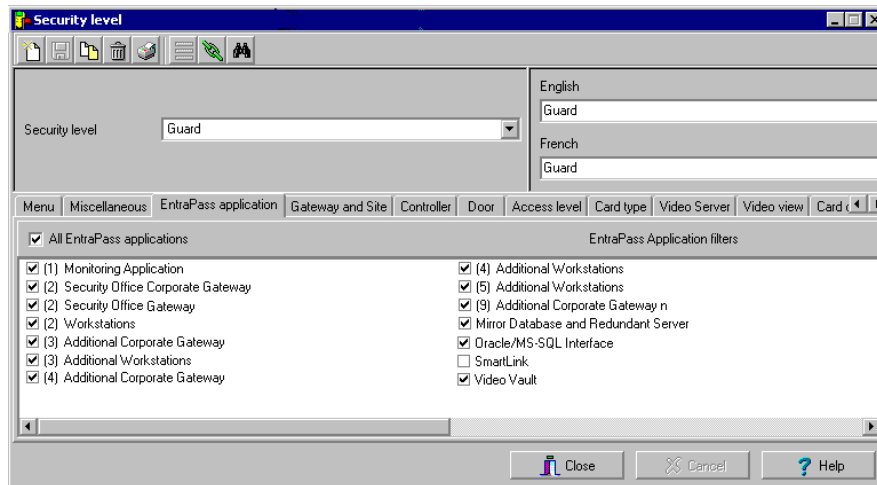 Security level
English
Guard
Security level
Guard
French
Guard
Menu
Miscellaneous
EntraPass application
Gateway and Site
Controller
Door
Access level
Card type
Video Server
Video view
Card
All EntraPass applications
EntraPass Application filters
(1) Monitoring Application
(2) Security Office Corporate Gateway
(2) Security Office Gateway
(2) Workstations
(3) Additional Corporate Gateway
(3) Additional Workstations
(4) Additional Corporate Gateway
(4) Additional Workstations
(5) Additional Workstations
(9) Additional Corporate Gateway n
Mirror Database and Redundant Server
Oracle/MS-SQL Interface
SmartLink
Video Vault
Close
Cancel
Help